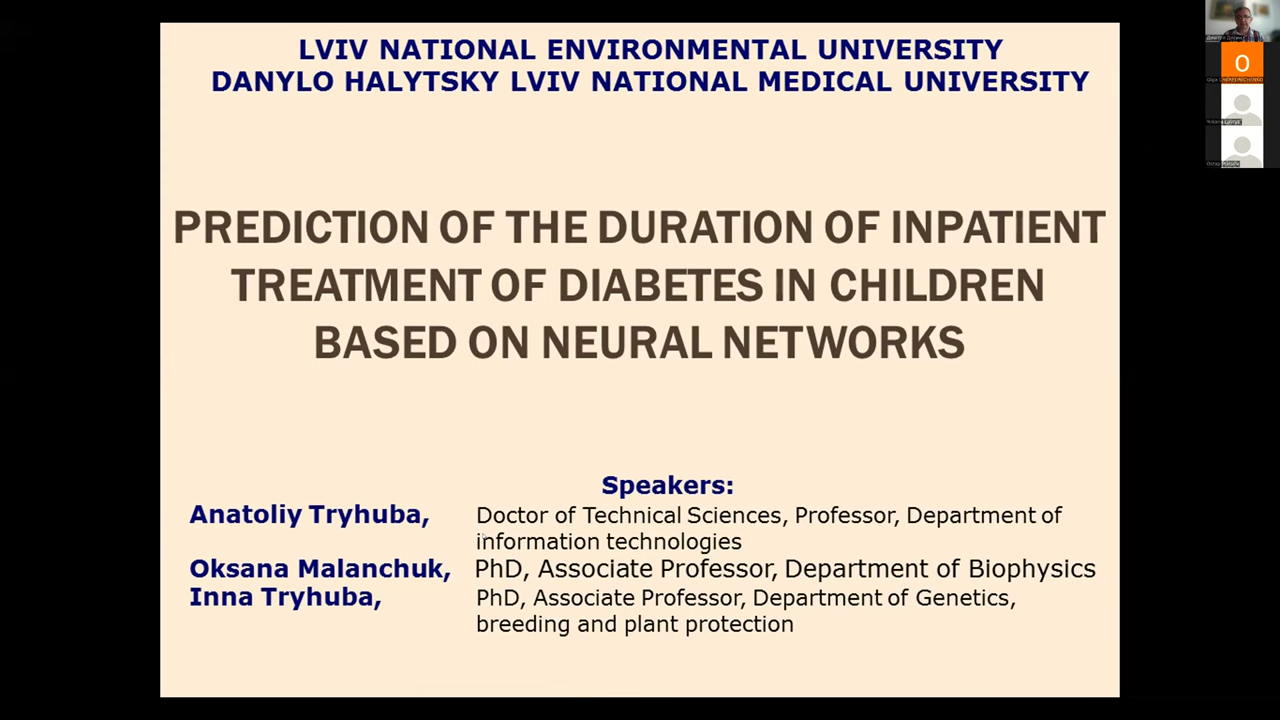 LVIV NATIONAL ENVIRONMENTAL UNIVERSITY
DANYLO HALYTSKY LVIV NATIONAL MEDICAL UNIVERSITY
PREDICTION OF THE DURATION OF INPATIENT
TREATMENT OF DIABETES IN CHILDREN
BASED ON NEURAL NETWORKS
Speakers:
Anatoliy Tryhuba, Doctor of Technical Sciences, Professor, Department of
information technologies
Oksana Malanchuk, PhD, Associate Professor, Department of Biophysics
Inna Tryhuba, PhD, Associate Professor, Department of Genetics,
breeding and plant protection
O